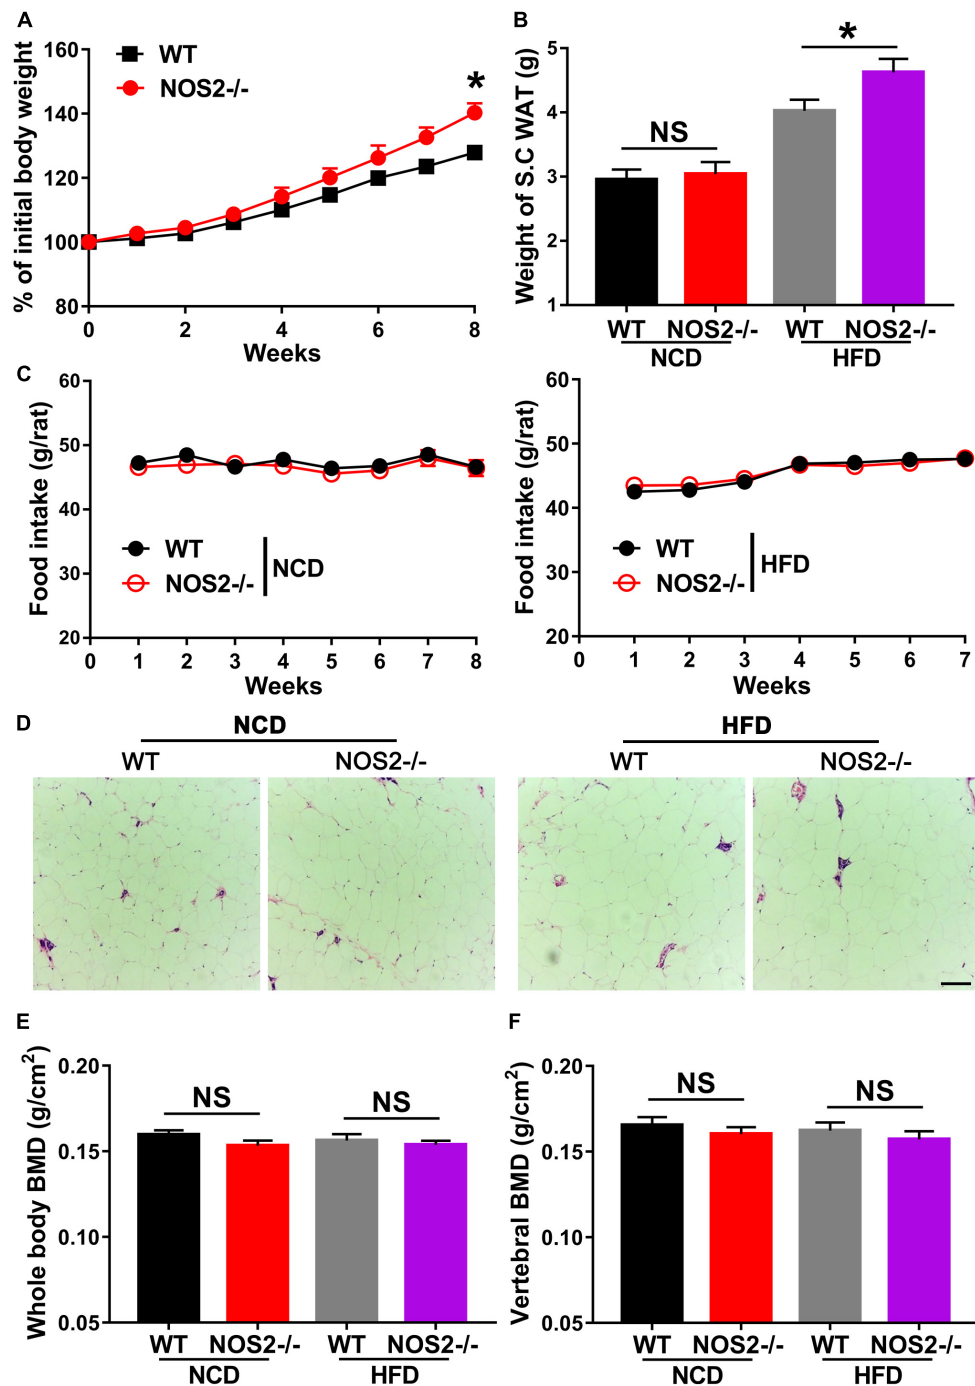 A
% of initial body weight
160
140
120
100
80
WT
NOS2-/-
*
0 2 4 6 8
Weeks
B
Weight of S.C WAT (g)
5
4
3
2
1
NS
*
WT NOS2-/- WT NOS2-/-
NCD HFD
C
Food intake (g/rat)
60
50
40
30
20
WT
NOS2-/-
NCD
0 1 2 3 4 5 6 7 8
Weeks
Food intake (g/rat)
60
50
40
30
20
WT
NOS2-/-
HFD
0 1 2 3 4 5 6 7
Weeks
D
NCD HFD
WT NOS2-/- WT NOS2-/-
E
Whole body BMD (g/cm²)
0.20
0.15
0.10
0.05
NS NS
WT NOS2-/- WT NOS2-/-
NCD HFD
F
Vertebral BMD (g/cm²)
0.20
0.15
0.10
0.05
NS NS
WT NOS2-/- WT NOS2-/-
NCD HFD